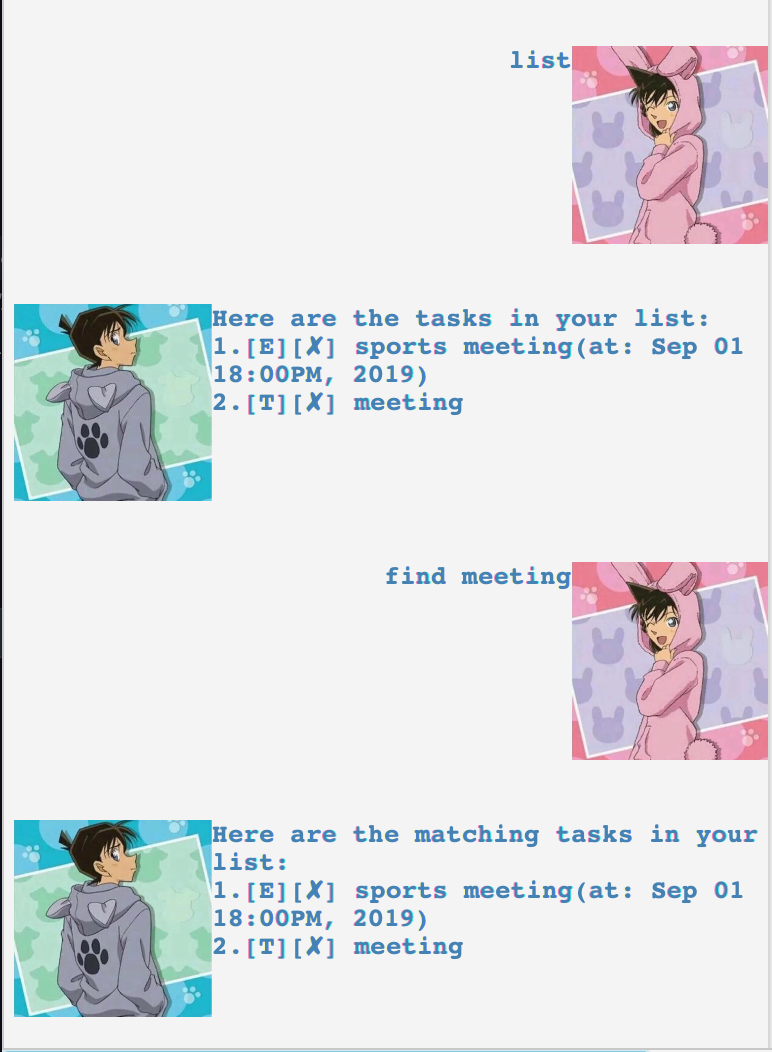 list
Here are the tasks in your list:
1.[E][✗] sports meeting(at: Sep 01
18:00PM, 2019)
2.[T][✗] meeting
find meeting
Here are the matching tasks in your
list:
1.[E][✗] sports meeting(at: Sep 01
18:00PM, 2019)
2.[T][✗] meeting